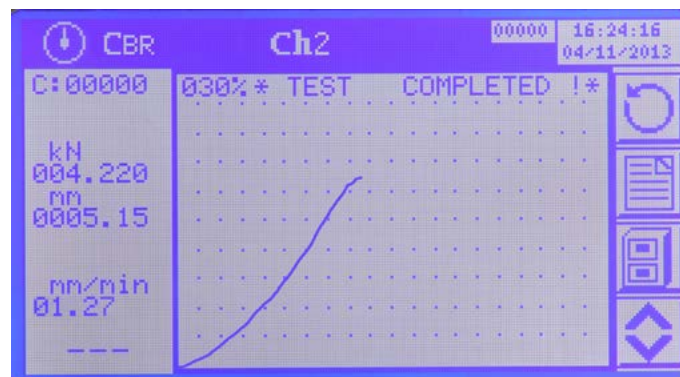 CBR Ch2 00000 16:24:16
04/11/2013
C:00000 030%* TEST COMPLETED !*
kN
004.220
mm
0005.15
mm/min
01.27
---